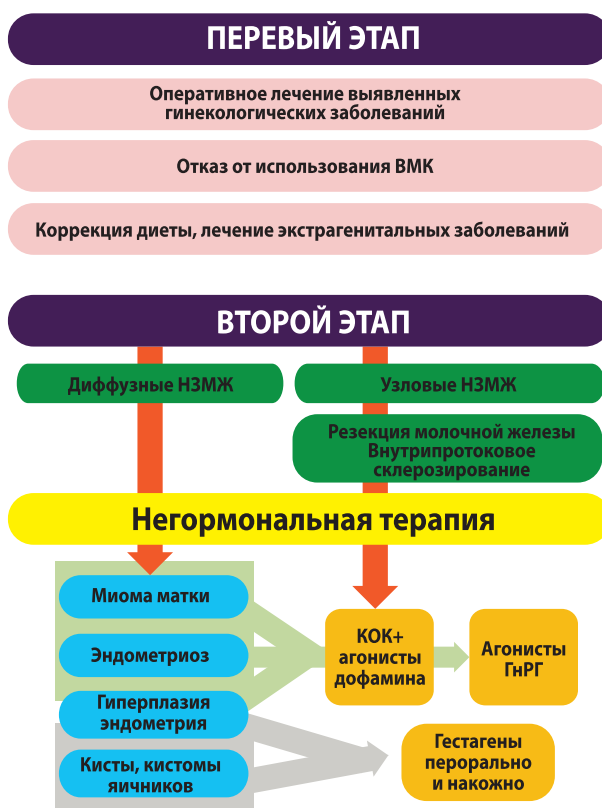 ПЕРЕВЫЙ ЭТАП
Оперативное лечение выявленных
гинекологических заболеваний
Отказ от использования ВМК
Коррекция диеты, лечение экстрагенитальных заболеваний
ВТОРОЙ ЭТАП
Диффузные НЗМЖ
Узловые НЗМЖ
Резекция молочной железы
Внутрипротоковое
склерозирование
Негормональная терапия
Миома матки
Эндометриоз
Гиперплазия
эндометрия
Кисты, кистомы
яичников
КОК+
агонисты
дофамина
Агонисты
ГнРГ
Гестагены
перорально
и накожно